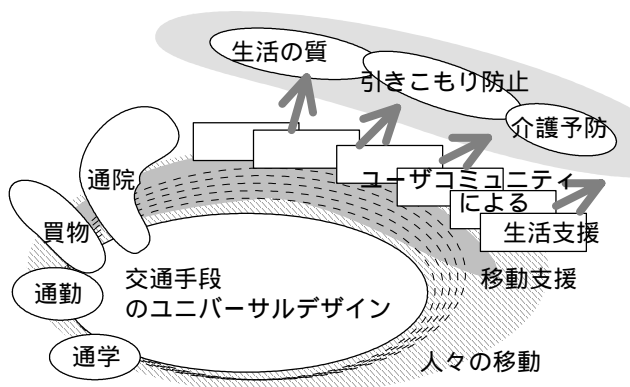 生活の質
引きこもり防止
介護予防
通院
ユーザコミュニティ
による
生活支援
買物
移動支援
交通手段
のユニバーサルデザイン
通勤
通学
人々の移動